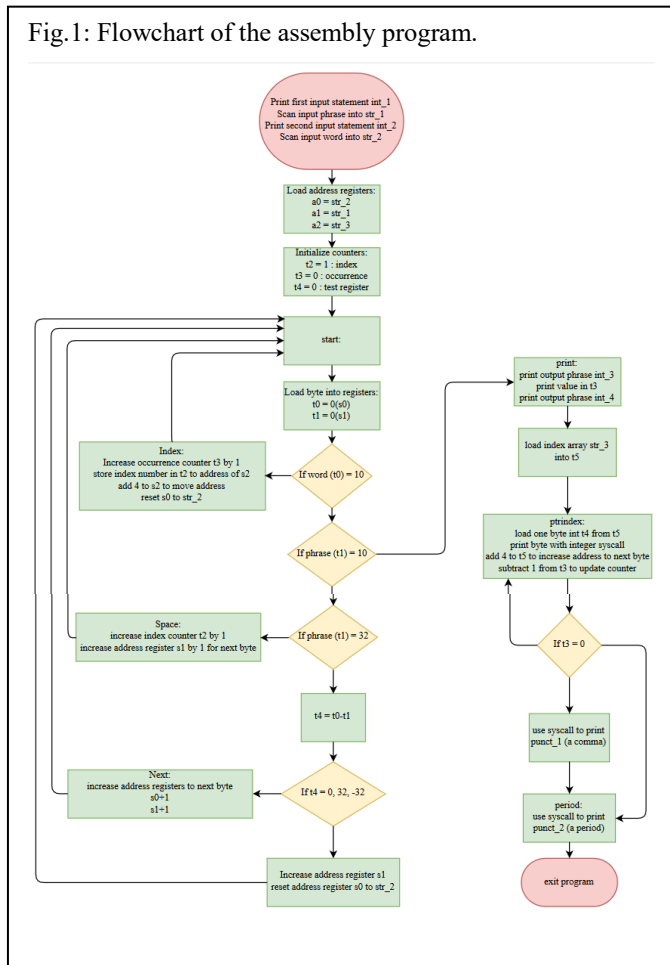 Fig.1: Flowchart of the assembly program.
Print first input statement int_1
Scan input phrase into str_1
Print second input statement int_2
Scan input word into str_2
Load address registers:
a0 = str_2
a1 = str_1
a2 = str_3
Initialize counters:
t2 = 1 : index
t3 = 0 : occurrence
t4 = 0 : test register
start:
Load byte into registers:
t0 = 0(s0)
t1 = 0(s1)
Index:
Increase occurrence counter t3 by 1
store index number in t2 to address of s2
add 4 to s2 to move address
reset s0 to str_2
If word (t0) = 10
If phrase (t1) = 10
Space:
increase index counter t2 by 1
increase address register s1 by 1 for next byte
If phrase (t1) = 32
t4 = t0-t1
Next:
increase address registers to next byte
s0+1
s1+1
If t4 = 0, 32, -32
Increase address register s1
reset address register s0 to str_2
print:
print output phrase int_3
print value in t3
print output phrase int_4
load index array str_3
into t5
ptrindex:
load one byte int t4 from t5
print byte with integer syscall
add 4 to t5 to increase address to next byte
subtract 1 from t3 to update counter
If t3 = 0
use syscall to print
punct_1 (a comma)
period:
use syscall to print
punct_2 (a period)
exit program